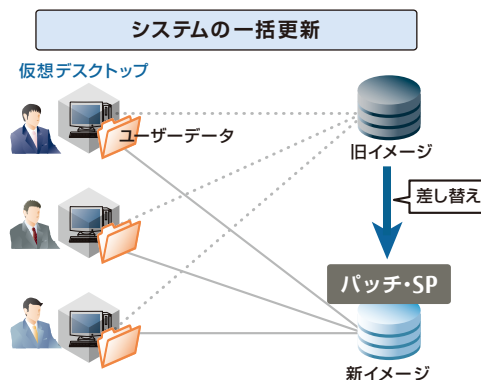 システムの一括更新
仮想デスクトップ
ユーザーデータ
旧イメージ
差し替え
パッチ・SP
新イメージ